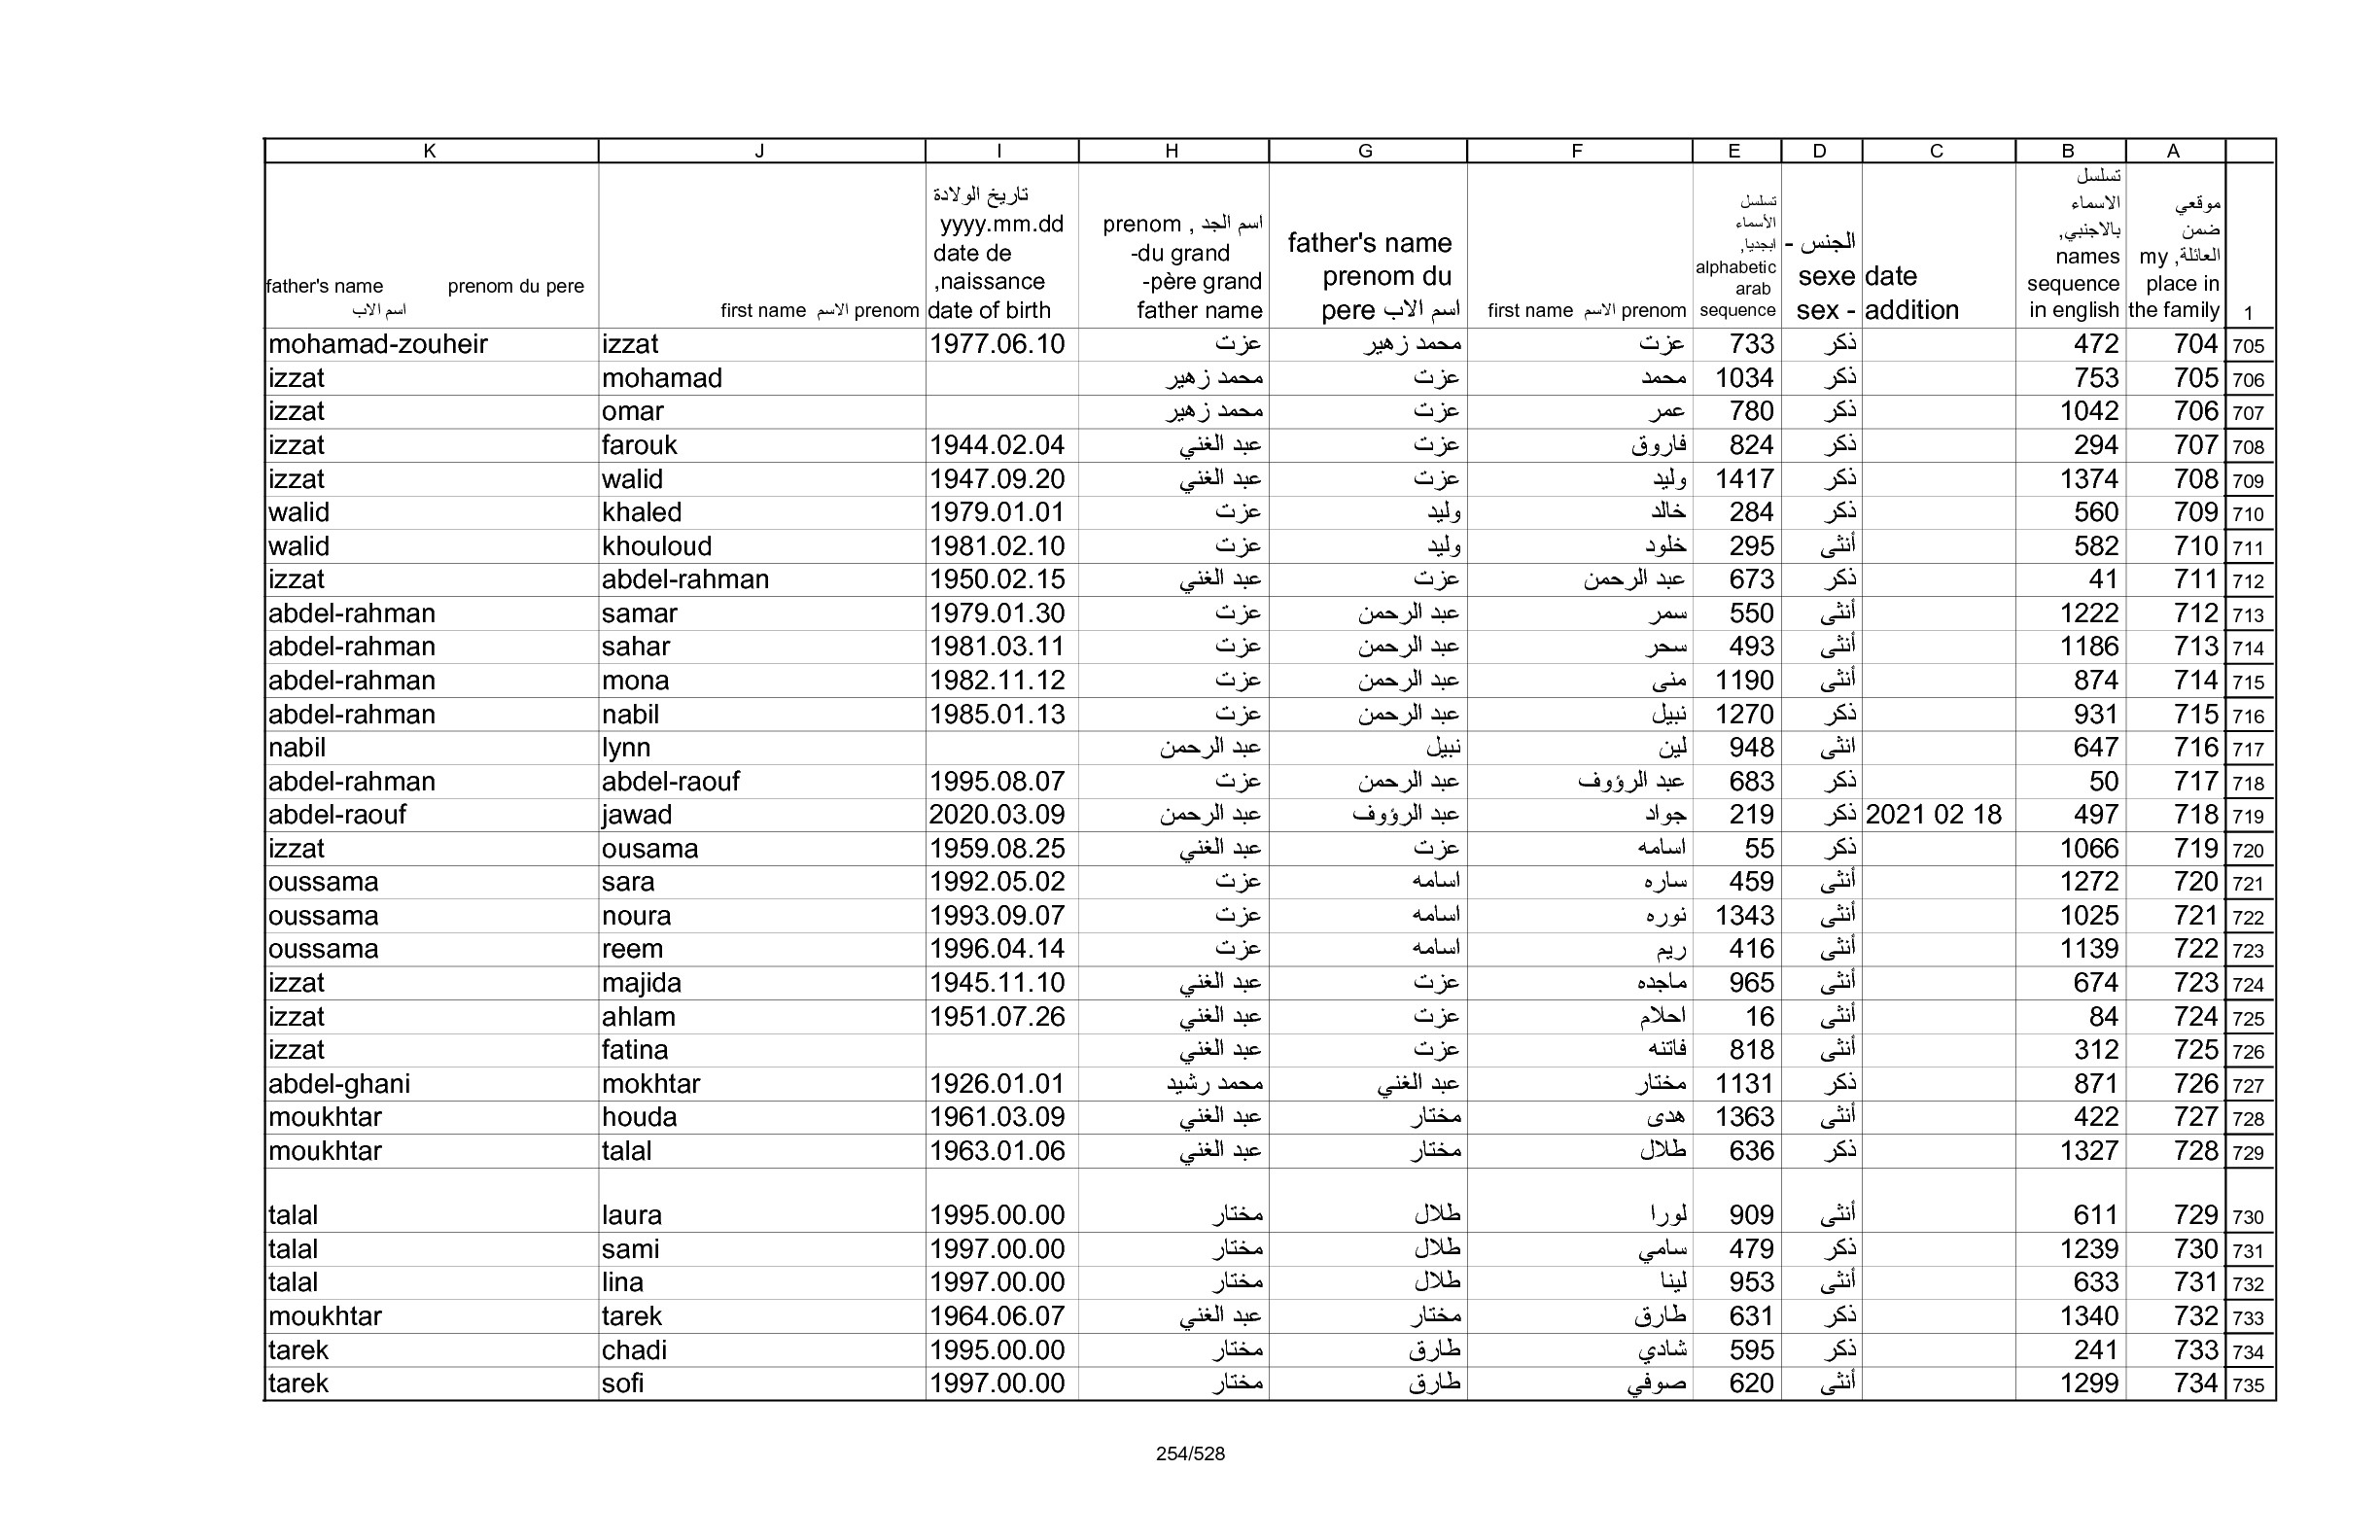 K J I H G F E D C B A
father's name prenom du pere اسم الاب
first name الاسم prenom
تاريخ الولادة yyyy.mm.dd date de naissance, date of birth
اسم الجد , prenom du grand-père grand-father name
father's name prenom du pere اسم الاب
first name الاسم prenom
تسلسل الأسماء ابجديا, alphabetic arab sequence
الجنس - sexe sex -
date addition
تسلسل الاسماء بالاجنبي, names sequence in english
موقعي ضمن العائلة, my place in the family
1
mohamad-zouheir izzat 1977.06.10 عزت محمد زهير عزت 733 ذكر 472 704 705
izzat mohamad محمد زهير عزت محمد 1034 ذكر 753 705 706
izzat omar محمد زهير عزت عمر 780 ذكر 1042 706 707
izzat farouk 1944.02.04 عبد الغني عزت فاروق 824 ذكر 294 707 708
izzat walid 1947.09.20 عبد الغني عزت وليد 1417 ذكر 1374 708 709
walid khaled 1979.01.01 عزت وليد خالد 284 ذكر 560 709 710
walid khouloud 1981.02.10 عزت وليد خلود 295 أنثى 582 710 711
izzat abdel-rahman 1950.02.15 عبد الغني عزت عبد الرحمن 673 ذكر 41 711 712
abdel-rahman samar 1979.01.30 عزت عبد الرحمن سمر 550 أنثى 1222 712 713
abdel-rahman sahar 1981.03.11 عزت عبد الرحمن سحر 493 أنثى 1186 713 714
abdel-rahman mona 1982.11.12 عزت عبد الرحمن منى 1190 أنثى 874 714 715
abdel-rahman nabil 1985.01.13 عزت عبد الرحمن نبيل 1270 ذكر 931 715 716
nabil lynn عبد الرحمن نبيل لين 948 انثى 647 716 717
abdel-rahman abdel-raouf 1995.08.07 عزت عبد الرحمن عبد الرؤوف 683 ذكر 50 717 718
abdel-raouf jawad 2020.03.09 عبد الرحمن عبد الرؤوف جواد 219 ذكر 2021 02 18 497 718 719
izzat ousama 1959.08.25 عبد الغني عزت اسامه 55 ذكر 1066 719 720
oussama sara 1992.05.02 عزت اسامه ساره 459 أنثى 1272 720 721
oussama noura 1993.09.07 عزت اسامه نوره 1343 أنثى 1025 721 722
oussama reem 1996.04.14 عزت اسامه ريم 416 أنثى 1139 722 723
izzat majida 1945.11.10 عبد الغني عزت ماجده 965 أنثى 674 723 724
izzat ahlam 1951.07.26 عبد الغني عزت احلام 16 أنثى 84 724 725
izzat fatina عبد الغني عزت فاتنه 818 أنثى 312 725 726
abdel-ghani mokhtar 1926.01.01 محمد رشيد عبد الغني مختار 1131 ذكر 871 726 727
moukhtar houda 1961.03.09 عبد الغني مختار هدى 1363 أنثى 422 727 728
moukhtar talal 1963.01.06 عبد الغني مختار طلال 636 ذكر 1327 728 729
talal laura 1995.00.00 مختار طلال لورا 909 أنثى 611 729 730
talal sami 1997.00.00 مختار طلال سامي 479 ذكر 1239 730 731
talal lina 1997.00.00 مختار طلال لينا 953 أنثى 633 731 732
moukhtar tarek 1964.06.07 عبد الغني مختار طارق 631 ذكر 1340 732 733
tarek chadi 1995.00.00 مختار طارق شادي 595 ذكر 241 733 734
tarek sofi 1997.00.00 مختار طارق صوفي 620 أنثى 1299 734 735
254/528